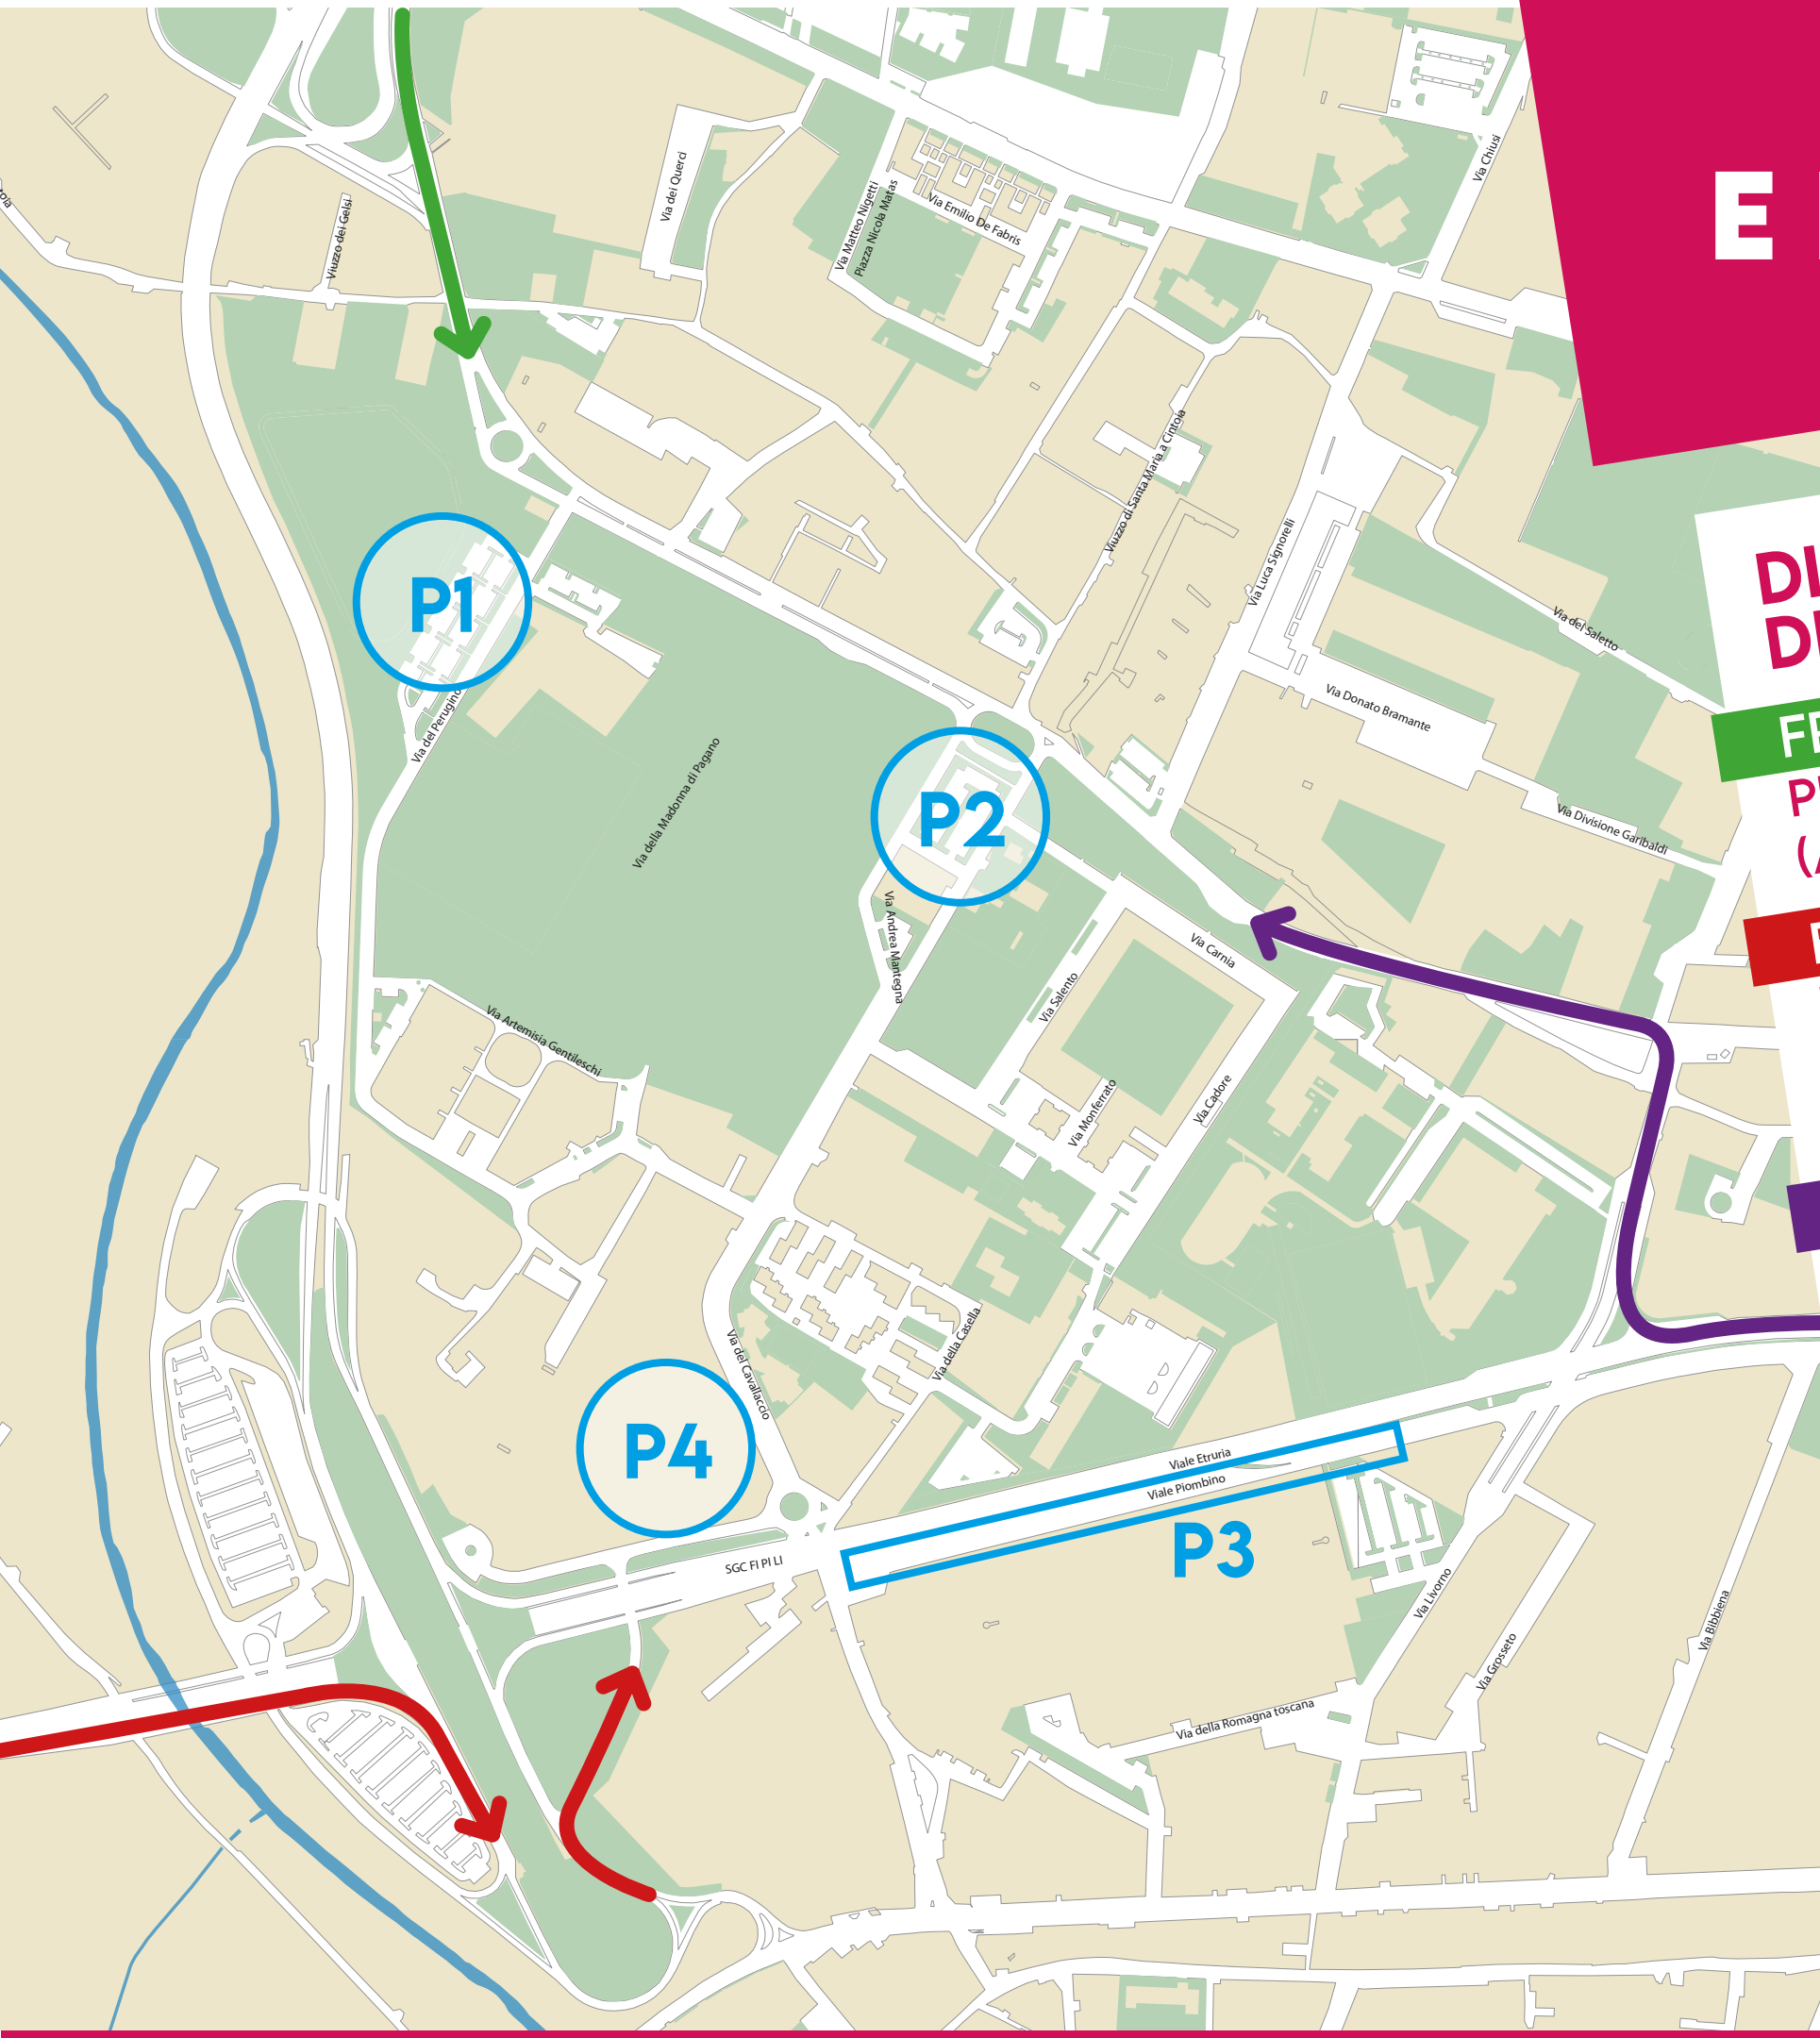 E
Via Chiusi
Via dei Querci
Viuzzo dei Gelsi
Via Matteo Nigetti
Piazza Nicola Matas
Via Emilio De Fabris
Viuzzo di Santa Maria a Cintoia
Via Luca Signorelli
DI
DE
P1
Via del Saletto
Via del Perugino
Via Donato Bramante
FE
Via della Madonna di Pagano
P2
Via Divisione Garibaldi
Via Andrea Mantegna
Via Carnia
Via Salento
Via Artemisia Gentileschi
Via Monferrato
Via Cadore
Via del Cavallaccio
Via della Casella
P4
Viale Etruria
Viale Piombino
P3
SGC FI PI LI
Via Livorno
Via Grosseto
Via Bibbiena
Via della Romagna toscana